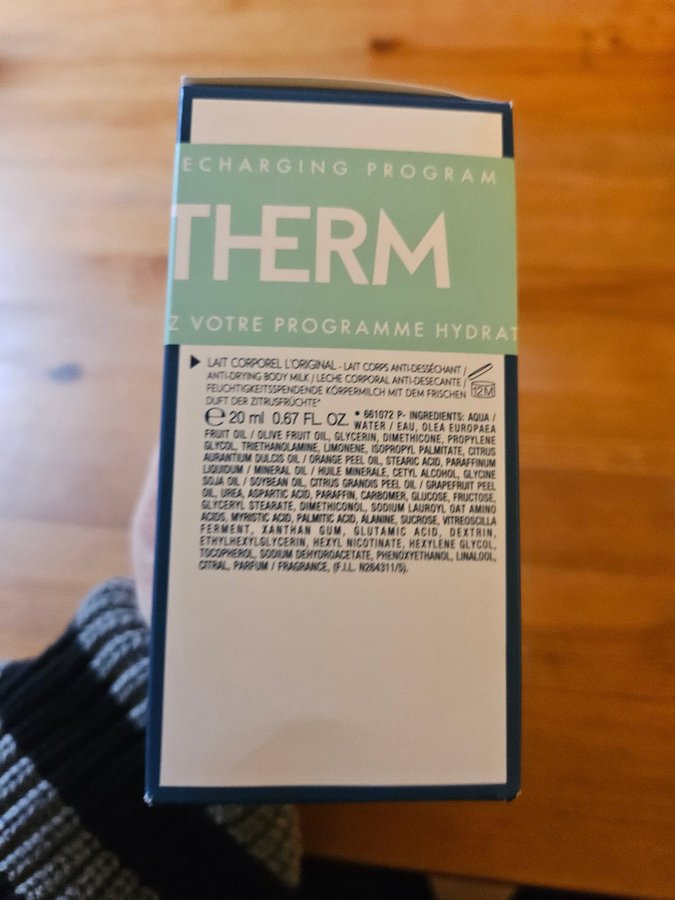 ECHARGING PROGRAM
THERM
Z VOTRE PROGRAMME HYDRAT
LAIT CORPOREL L'ORIGINAL - LAIT CORPS ANTI-DESSÉCHANT /
ANTI-DRYING BODY MILK / LECHE CORPORAL ANTI-DESECANTE /
FEUCHTIGKEITSSPENDENDE KÖRPERMILCH MIT DEM FRISCHEN
DUFT DER ZITRUSFRÜCHTE*
12M
℮ 20 ml 0.67 FL. OZ. * 661072 P- INGREDIENTS: AQUA /
WATER / EAU, OLEA EUROPAEA
FRUIT OIL / OLIVE FRUIT OIL, GLYCERIN, DIMETHICONE, PROPYLENE
GLYCOL, TRIETHANOLAMINE, LIMONENE, ISOPROPYL PALMITATE, CITRUS
AURANTIUM DULCIS OIL / ORANGE PEEL OIL, STEARIC ACID, PARAFFINUM
LIQUIDUM / MINERAL OIL / HUILE MINERALE, CETYL ALCOHOL, GLYCINE
SOJA OIL / SOYBEAN OIL, CITRUS GRANDIS PEEL OIL / GRAPEFRUIT PEEL
OIL, UREA, ASPARTIC ACID, PARAFFIN, CARBOMER, GLUCOSE, FRUCTOSE,
GLYCERYL STEARATE, DIMETHICONOL, SODIUM LAUROYL OAT AMINO
ACIDS, MYRISTIC ACID, PALMITIC ACID, ALANINE, SUCROSE, VITREOSCILLA
FERMENT, XANTHAN GUM, GLUTAMIC ACID, DEXTRIN,
ETHYLHEXYLGLYCERIN, HEXYL NICOTINATE, HEXYLENE GLYCOL,
TOCOPHEROL, SODIUM DEHYDROACETATE, PHENOXYETHANOL, LINALOOL,
CITRAL, PARFUM / FRAGRANCE, (F.I.L. N264311/5).